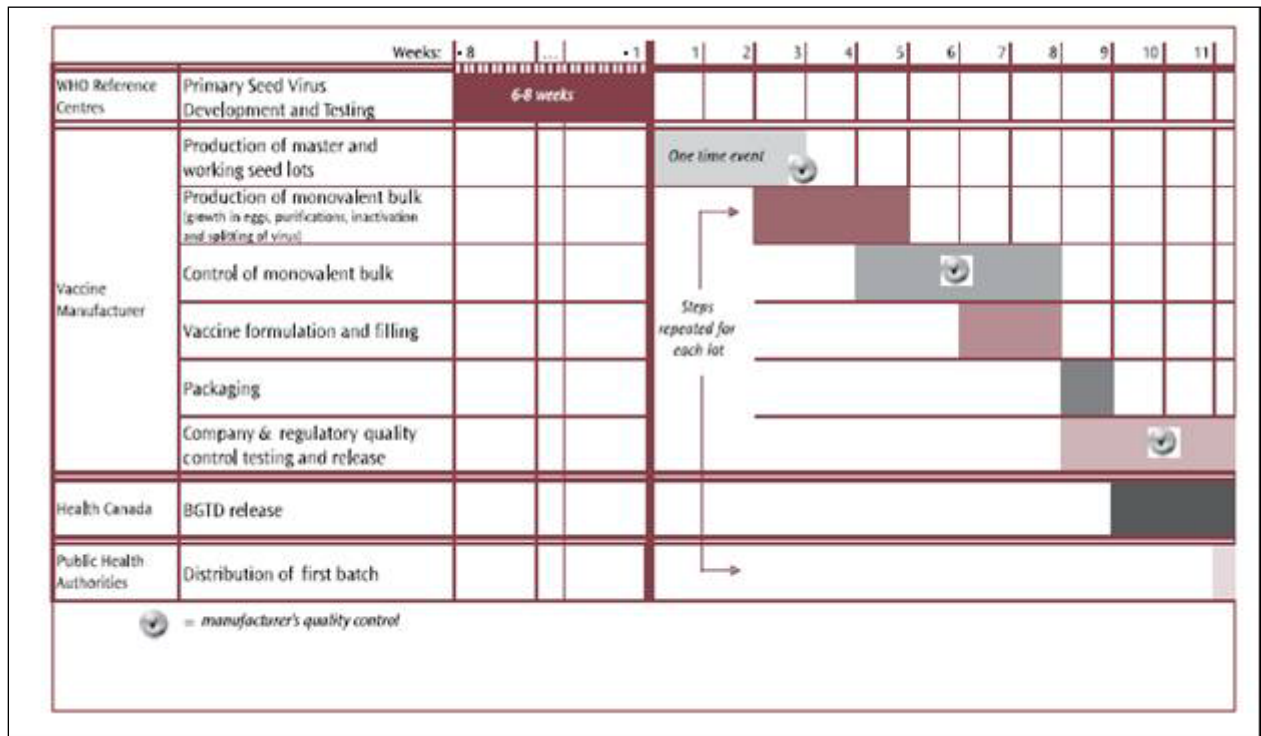 Weeks: • 8 ... • 1 1 2 3 4 5 6 7 8 9 10 11
WHO Reference
Centres
Primary Seed Virus
Development and Testing
6-8 weeks
Vaccine
Manufacturer
Production of master and
working seed lots
One time event
Production of monovalent bulk
(growth in eggs, purifications, inactivation
and splitting of virus)
Control of monovalent bulk
Steps
repeated for
each lot
Vaccine formulation and filling
Packaging
Company & regulatory quality
control testing and release
Health Canada
BGTD release
Public Health
Authorities
Distribution of first batch
= manufacturer's quality control